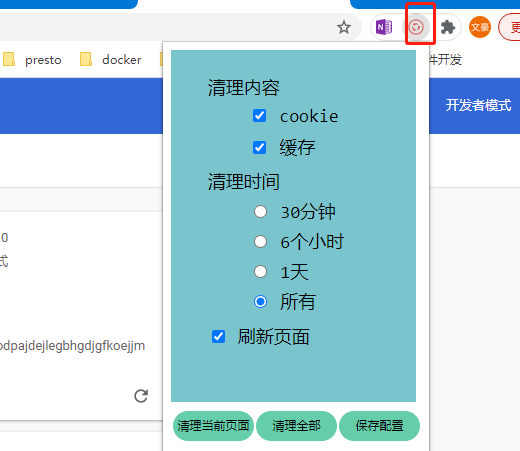 文豪
presto
docker
件开发
开发者模式
清理内容
cookie
缓存
清理时间
30分钟
6个小时
1天
所有
刷新页面
0
式
dpajdejlegbhgdjgfkoejjm
清理当前页面 清理全部 保存配置